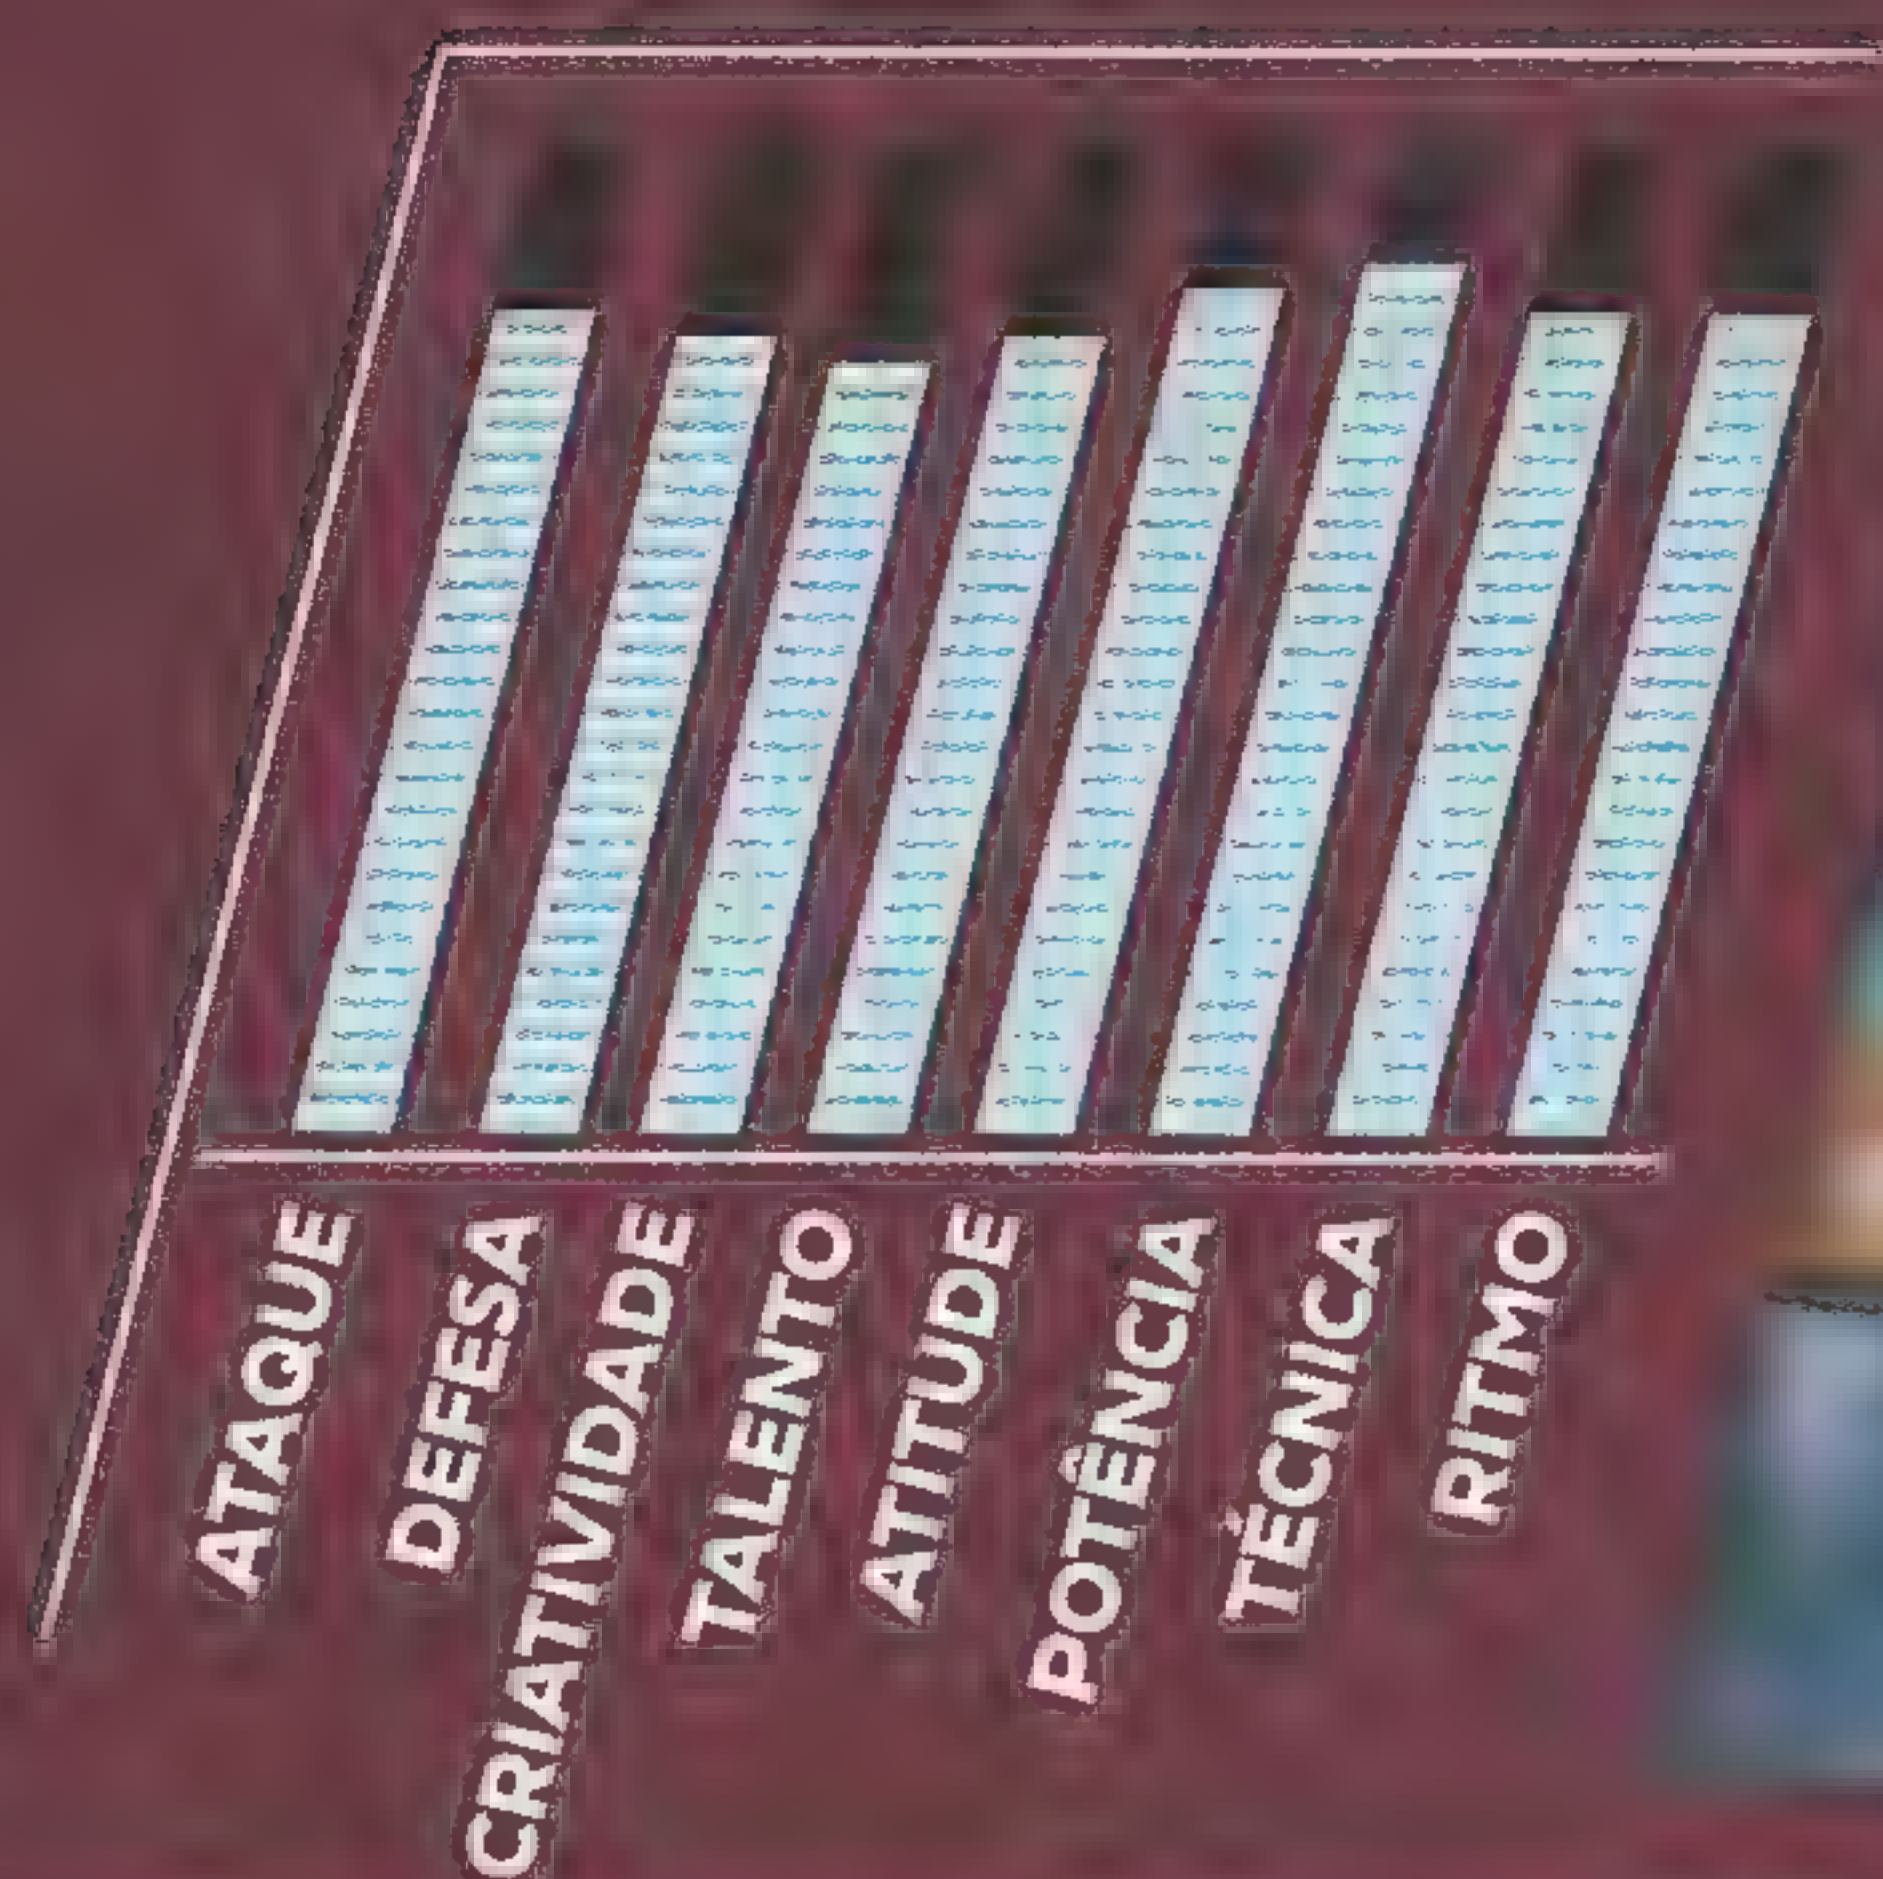 ATAQUE
DEFESA
CRIATIVIDADE
TALENTO
ATITUDE
POTÊNCIA
TÉCNICA
RITMO